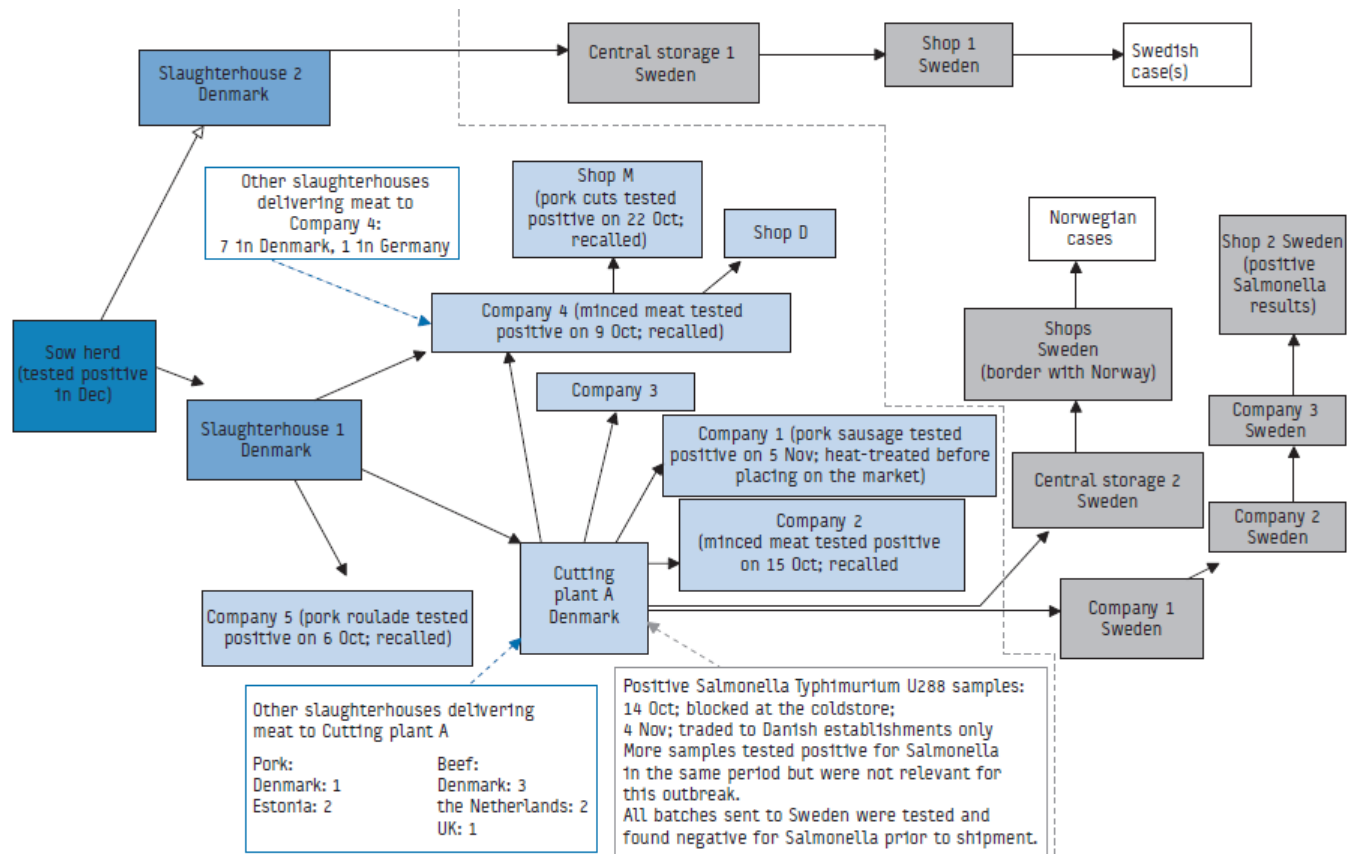 Slaughterhouse 2
Denmark
Central storage 1
Sweden
Shop 1
Sweden
Swedish
case(s)
Other slaughterhouses
delivering meat to
Company 4:
7 in Denmark, 1 in Germany
Shop M
(pork cuts tested
positive on 22 Oct;
recalled)
Shop D
Norwegian
cases
Shop 2 Sweden
(positive
Salmonella
results)
Company 4 (minced meat tested
positive on 9 Oct; recalled)
Sow herd
(tested positive
in Dec)
Shops
Sweden
(border with Norway)
Company 3
Slaughterhouse 1
Denmark
Company 1 (pork sausage tested
positive on 5 Nov; heat-treated before
placing on the market)
Company 3
Sweden
Central storage 2
Sweden
Company 2
(minced meat tested positive
on 15 Oct; recalled
Company 2
Sweden
Cutting
plant A
Denmark
Company 5 (pork roulade tested
positive on 6 Oct; recalled)
Company 1
Sweden
Other slaughterhouses delivering
meat to Cutting plant A
Pork:
Denmark: 1
Estonia: 2
Beef:
Denmark: 3
the Netherlands: 2
UK: 1
Positive Salmonella Typhimurium U288 samples:
14 Oct; blocked at the coldstore;
4 Nov; traded to Danish establishments only
More samples tested positive for Salmonella
in the same period but were not relevant for
this outbreak.
All batches sent to Sweden were tested and
found negative for Salmonella prior to shipment.